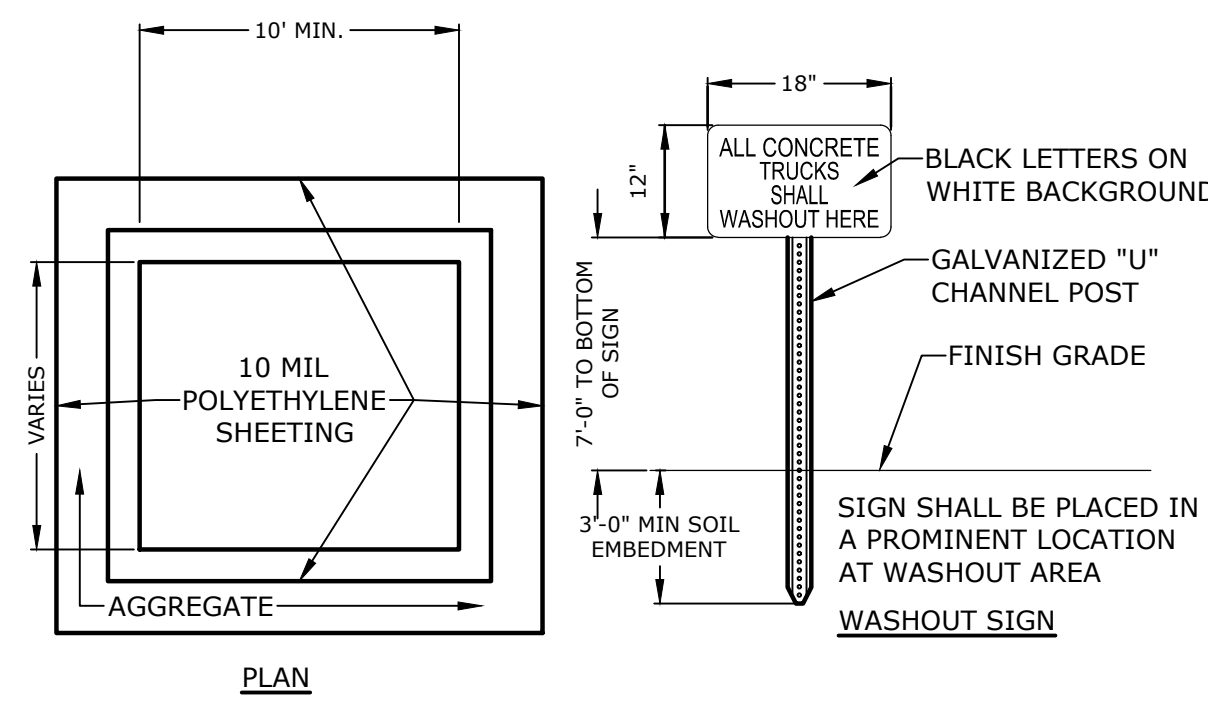 10' MIN.
VARIES
10 MIL
POLYETHYLENE
SHEETING
AGGREGATE
PLAN
18"
12"
ALL CONCRETE
TRUCKS
SHALL
WASHOUT HERE
BLACK LETTERS ON
WHITE BACKGROUND
GALVANIZED "U"
CHANNEL POST
7'-0" TO BOTTOM
OF SIGN
FINISH GRADE
3'-0" MIN SOIL
EMBEDMENT
SIGN SHALL BE PLACED IN
A PROMINENT LOCATION
AT WASHOUT AREA
WASHOUT SIGN